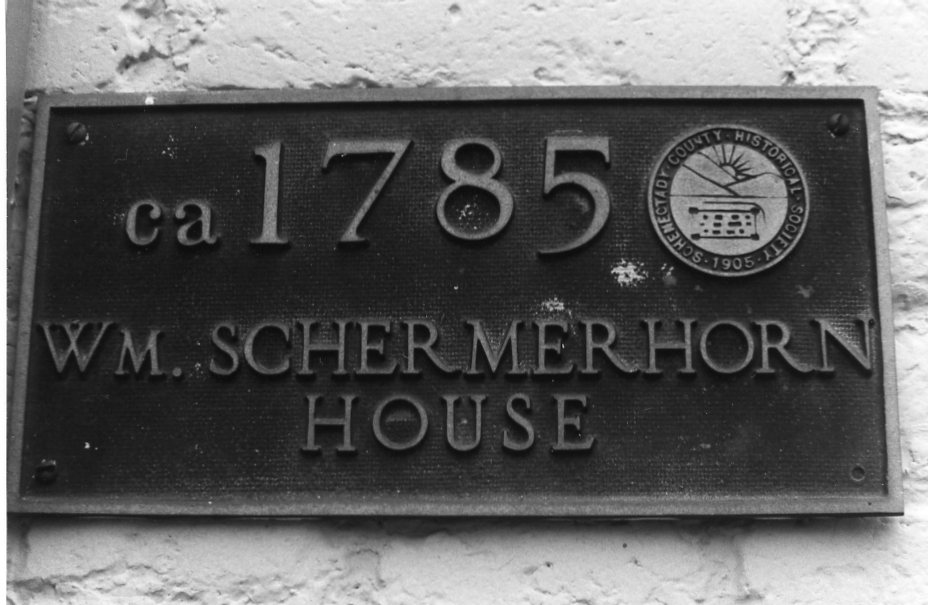 ca 1785
SCHENECTADY COUNTY · HISTORICAL · SOCIETY
· 1905 ·
WM. SCHERMERHORN
HOUSE